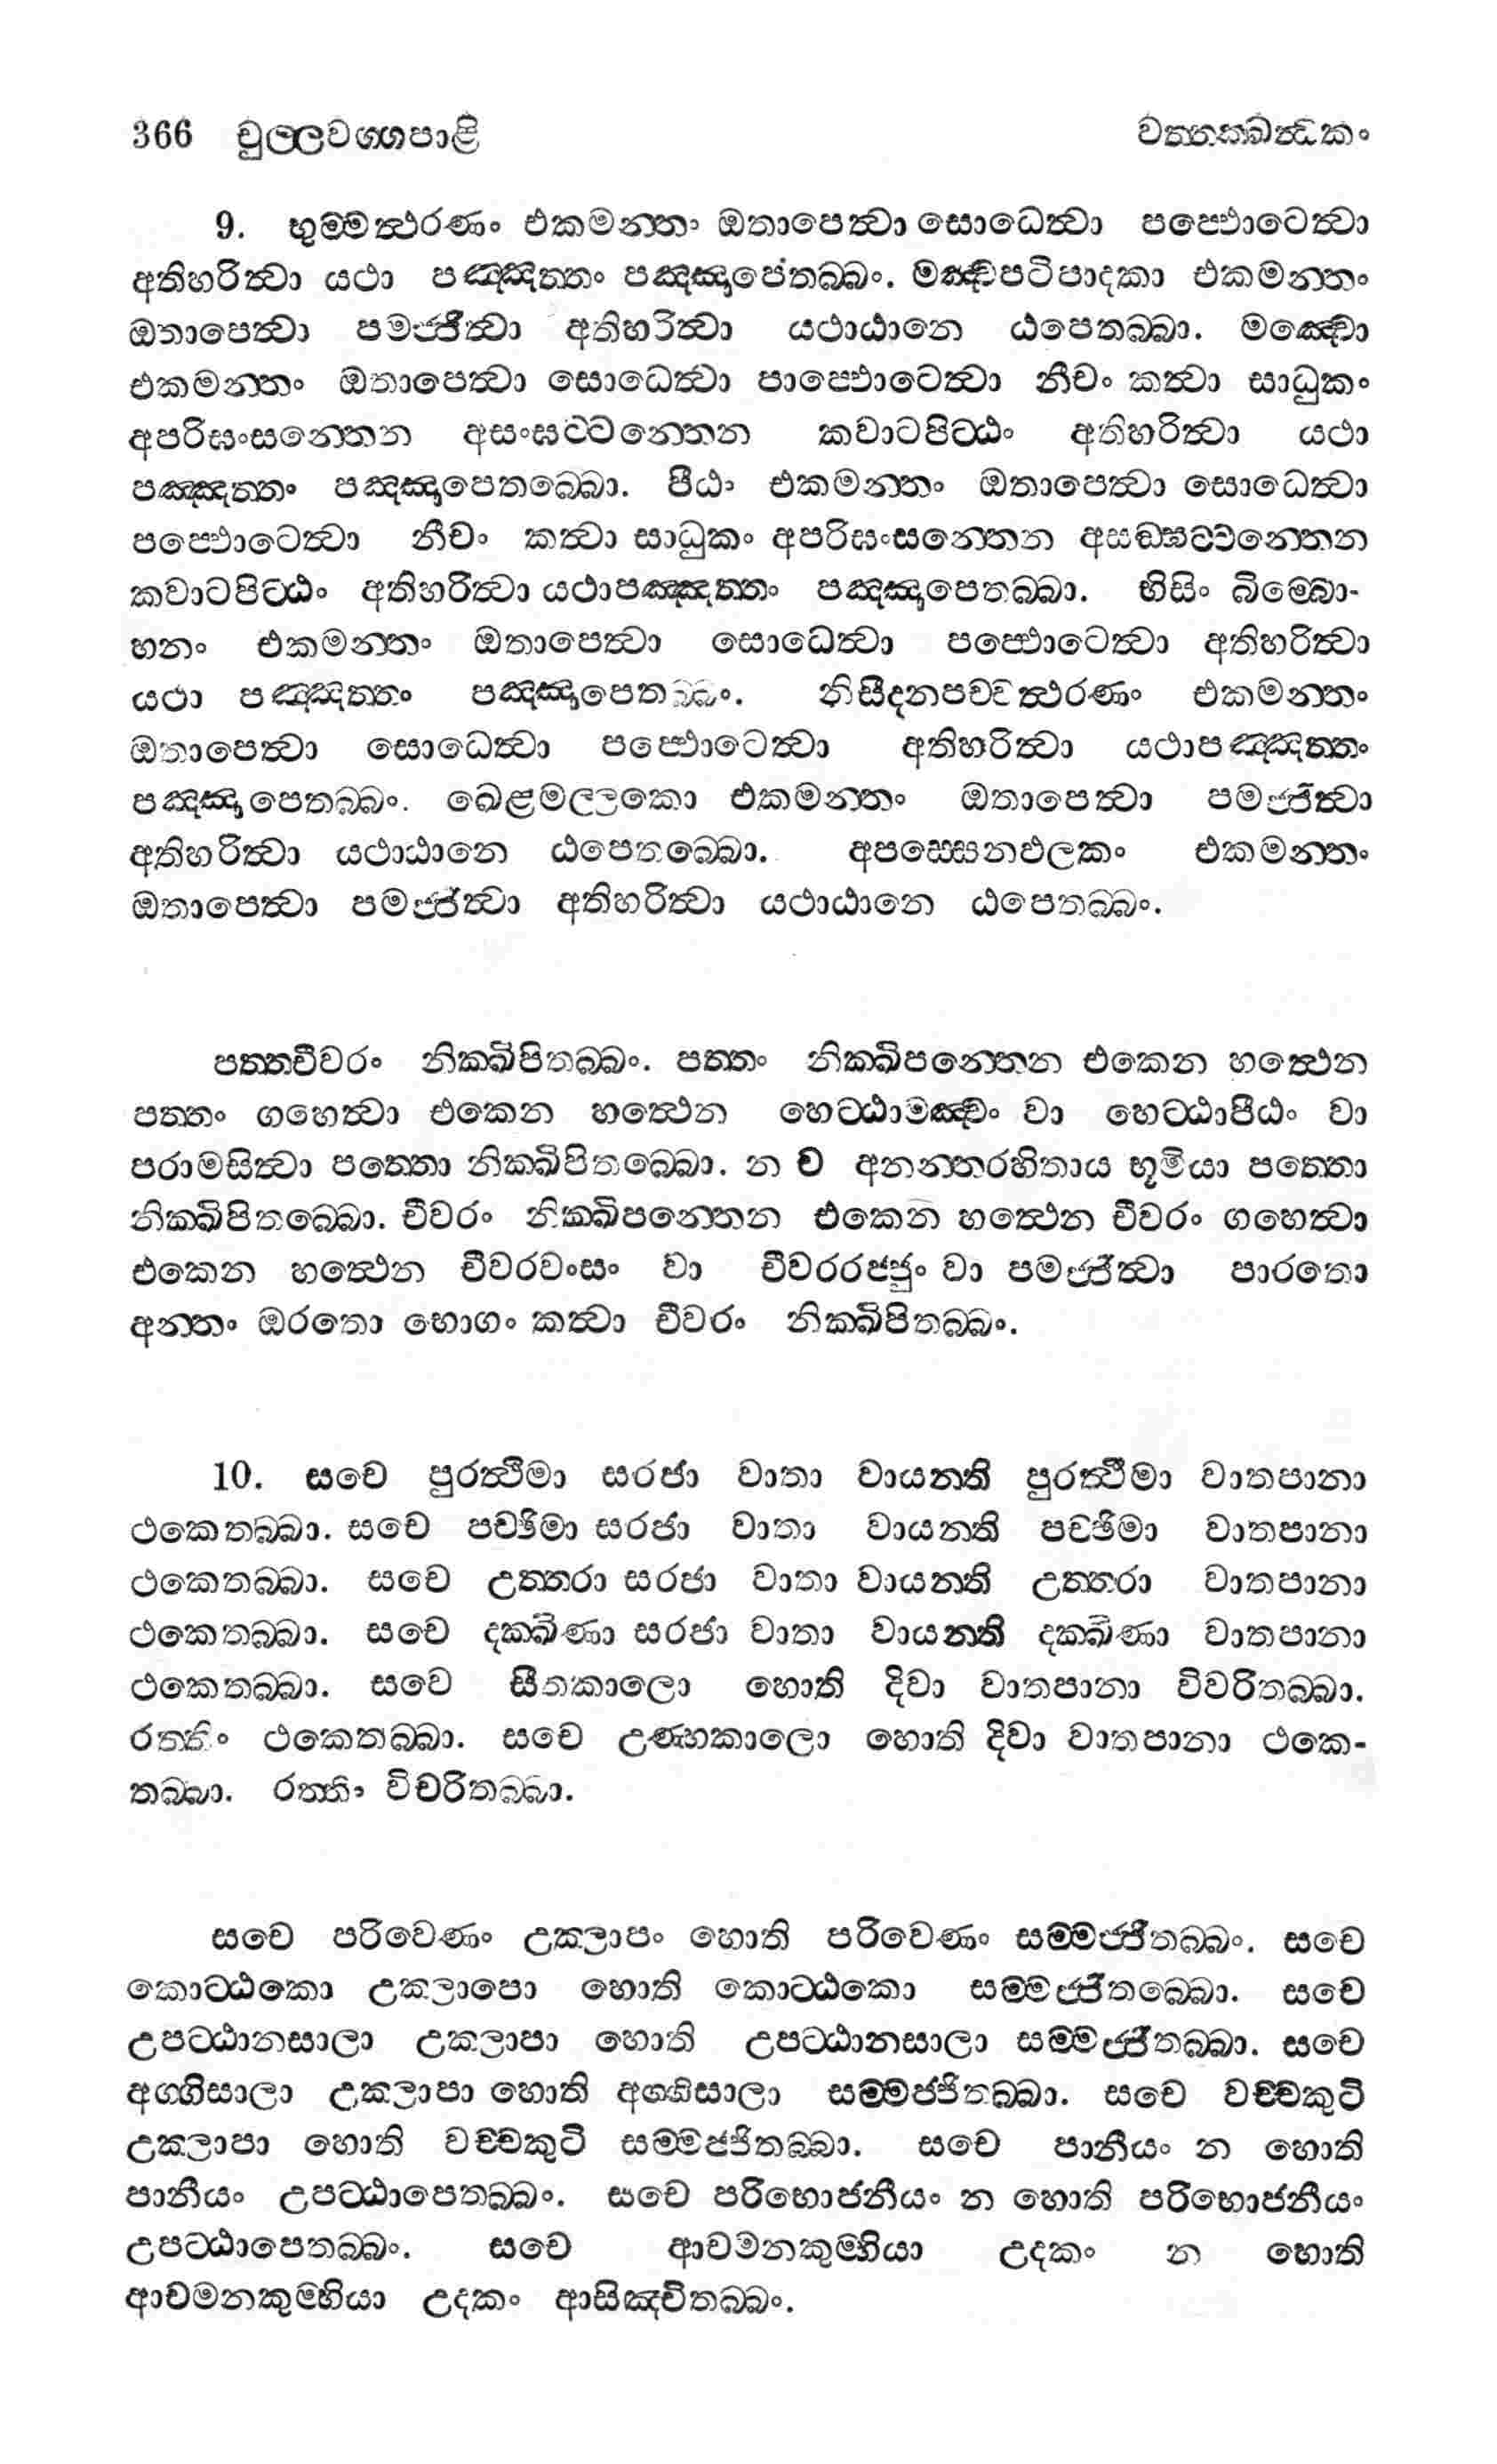 366 චුල්ලවග්ගපාළි වත්තක්ඛන්ධකං
9. භුම්මත්ථරණං එකමන්තං ඔතාපෙත්වා සොධෙත්වා පප්ඵොටෙත්වා
අතිහරිත්වා යථා පඤ්ඤත්තං පඤ්ඤාපෙතබ්බං. මඤ්චපටිපාදකා එකමන්තං
ඔතාපෙත්වා පමජ්ජිත්වා අතිහරිත්වා යථාඨානෙ ඨපෙතබ්බා. මඤ්චො
එකමන්තං ඔතාපෙත්වා සොධෙත්වා පාප්ඵොටෙත්වා නීචං කත්වා සාධුකං
අපරිඝංසන්තෙන අසංඝට්ටන්තෙන කවාටපිට්ඨං අතිහරිත්වා යථා
පඤ්ඤත්තං පඤ්ඤාපෙතබ්බො. පීඨං එකමන්තං ඔතාපෙත්වා සොධෙත්වා
පප්ඵොටෙත්වා නීචං කත්වා සාධුකං අපරිඝංසන්තෙන අසඞ්ඝට්ටන්තෙන
කවාටපිට්ඨං අතිහරිත්වා යථාපඤ්ඤත්තං පඤ්ඤාපෙතබ්බා. භිසිං බිම්බො-
හනං එකමන්තං ඔතාපෙත්වා සොධෙත්වා පප්ඵොටෙත්වා අතිහරිත්වා
යථා පඤ්ඤත්තං පඤ්ඤාපෙතබ්බං. නිසීදනපච්චත්ථරණං එකමන්තං
ඔතාපෙත්වා සොධෙත්වා පප්ඵොටෙත්වා අතිහරිත්වා යථාපඤ්ඤත්තං
පඤ්ඤාපෙතබ්බං. ඛෙළමල්ලකො එකමන්තං ඔතාපෙත්වා පමජ්ජිත්වා
අතිහරිත්වා යථාඨානෙ ඨපෙතබ්බො. අපස්සෙනඵලකං එකමන්තං
ඔතාපෙත්වා පමජ්ජිත්වා අතිහරිත්වා යථාඨානෙ ඨපෙතබ්බං.
පත්තචීවරං නික්ඛිපිතබ්බං. පත්තං නික්ඛිපන්තෙන එකෙන හත්ථෙන
පත්තං ගහෙත්වා එකෙන හත්ථෙන හෙට්ඨාමඤ්චං වා හෙට්ඨාපීඨං වා
පරාමසිත්වා පත්තො නික්ඛිපිතබ්බො. න ච අනන්තරහිතාය භූමියා පත්තො
නික්ඛිපිතබ්බො. චීවරං නික්ඛිපන්තෙන එකෙන හත්ථෙන චීවරං ගහෙත්වා
එකෙන හත්ථෙන චීවරවංසං වා චීවරරජ්ජුං වා පමජ්ජිත්වා පාරතො
අන්තං ඔරතො භොගං කත්වා චීවරං නික්ඛිපිතබ්බං.
10. සචෙ පුරත්ථිමා සරජා වාතා වායන්ති පුරත්ථිමා වාතපානා
ථකෙතබ්බා. සචෙ පච්ඡිමා සරජා වාතා වායන්ති පච්ඡිමා වාතපානා
ථකෙතබ්බා. සචෙ උත්තරා සරජා වාතා වායන්ති උත්තරා වාතපානා
ථකෙතබ්බා. සචෙ දක්ඛිණා සරජා වාතා වායන්ති දක්ඛිණා වාතපානා
ථකෙතබ්බා. සචෙ සීතකාලො හොති දිවා වාතපානා විවරිතබ්බා.
රත්තිං ථකෙතබ්බා. සචෙ උණ්හකාලො හොති දිවා වාතපානා ථකෙ-
තබ්බා. රත්තිං විචරිතබ්බා.
සචෙ පරිවෙණං උක්ලාපං හොති පරිවෙණං සම්මජ්ජිතබ්බං. සචෙ
කොට්ඨකො උක්ලාපො හොති කොට්ඨකො සම්මජ්ජිතබ්බො. සචෙ
උපට්ඨානසාලා උක්ලාපා හොති උපට්ඨානසාලා සම්මජ්ජිතබ්බා. සචෙ
අග්ගිසාලා උක්ලාපා හොති අග්ගිසාලා සම්මජ්ජිතබ්බා. සචෙ වච්චකුටි
උක්ලාපා හොති වච්චකුටි සම්මජ්ජිතබ්බා. සචෙ පානීයං න හොති
පානීයං උපට්ඨාපෙතබ්බං. සචෙ පරිභොජනීයං න හොති පරිභොජනීයං
උපට්ඨාපෙතබ්බං. සචෙ ආචමනකුම්භියා උදකං න හොති
ආචමනකුම්භියා උදකං ආසිඤ්චිතබ්බං.